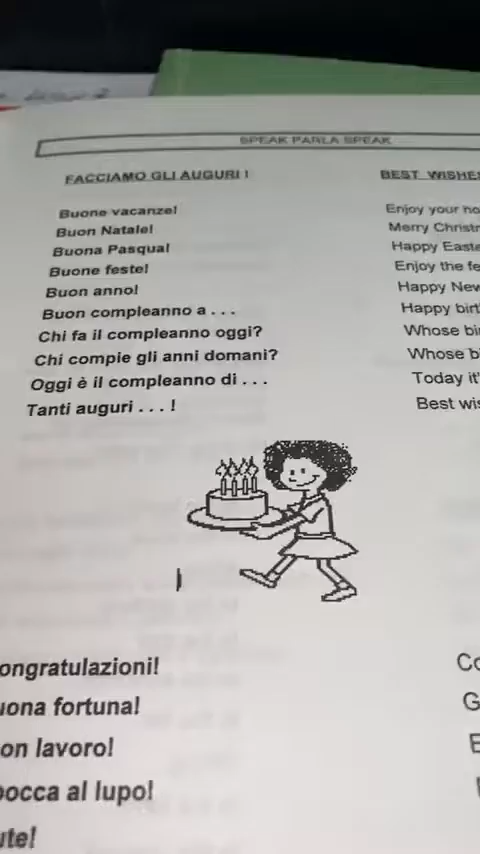 SPEAK PARLA SPEAK
FACCIAMO GLI AUGURI !
Buone vacanze!
Buon Natale!
Buona Pasqua!
Buone feste!
Buon anno!
Buon compleanno a . . .
Chi fa il compleanno oggi?
Chi compie gli anni domani?
Oggi è il compleanno di . . .
Tanti auguri . . . !
BEST WISHES
Enjoy your ho
Merry Christm
Happy Easte
Enjoy the fe
Happy New
Happy birt
Whose bi
Whose b
Today it'
Best wis
ongratulazioni!
uona fortuna!
on lavoro!
bocca al lupo!
ute!
Co
G
E